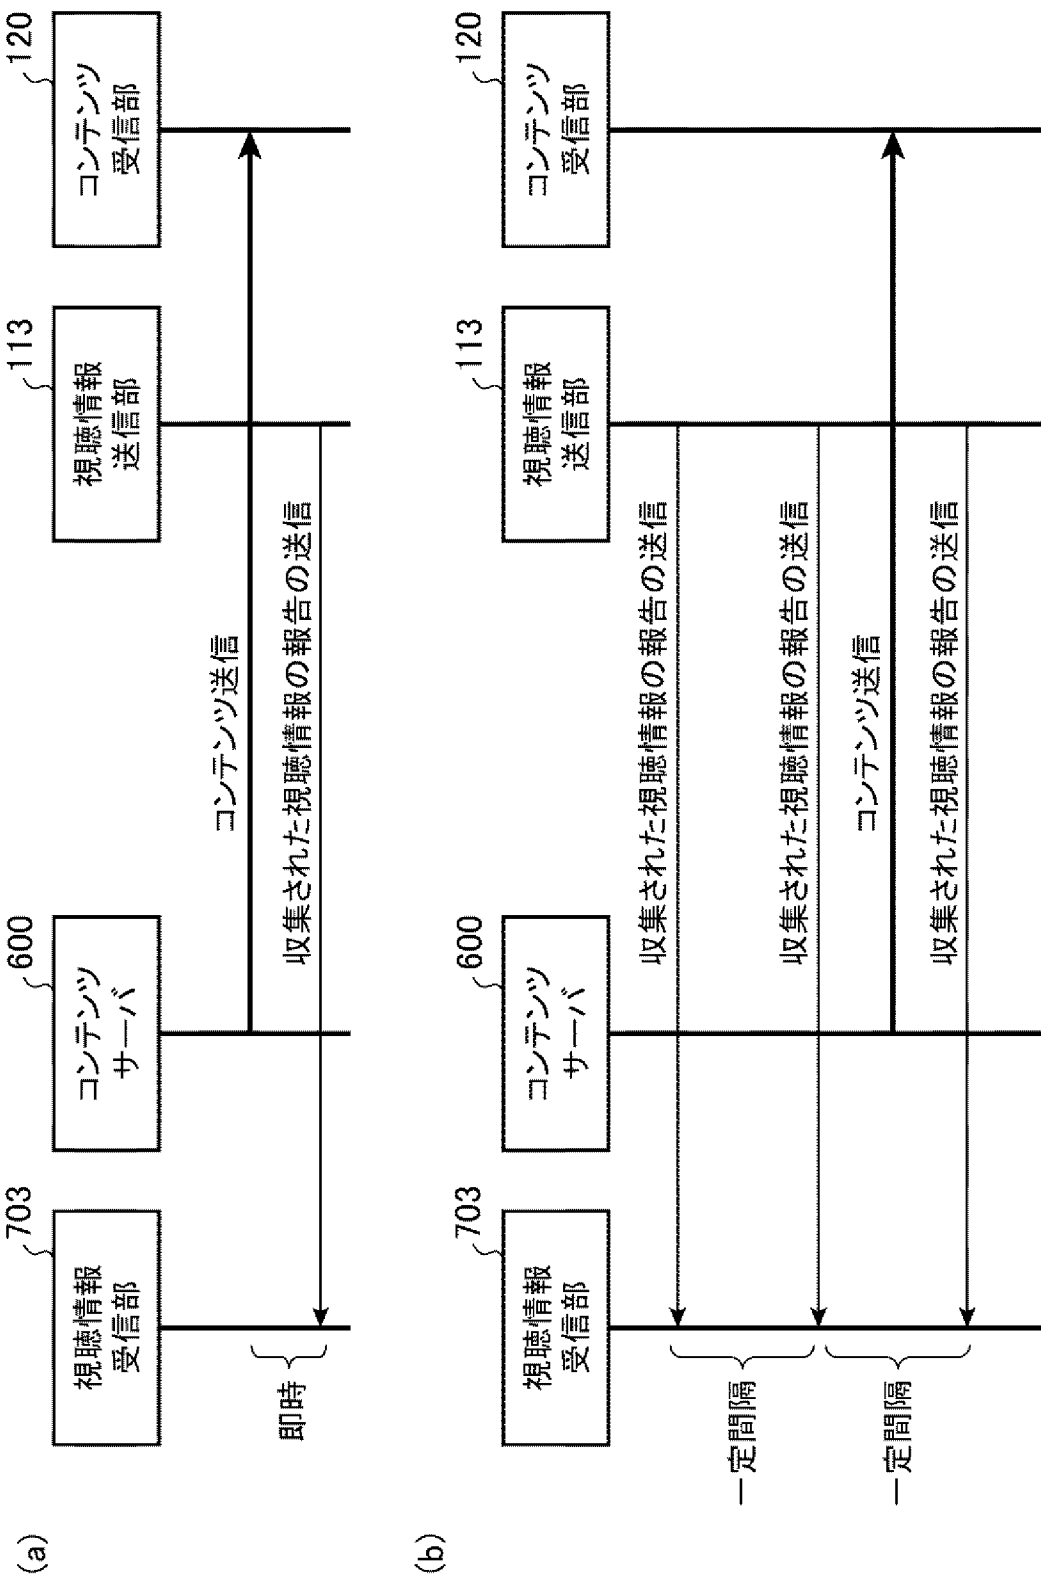 (a)
703
視聴情報
受信部
600
コンテンツ
サーバ
113
視聴情報
送信部
120
コンテンツ
受信部
コンテンツ送信
収集された視聴情報の報告の送信
即時
(b)
703
視聴情報
受信部
600
コンテンツ
サーバ
113
視聴情報
送信部
120
コンテンツ
受信部
収集された視聴情報の報告の送信
一定間隔
収集された視聴情報の報告の送信
コンテンツ送信
一定間隔
収集された視聴情報の報告の送信